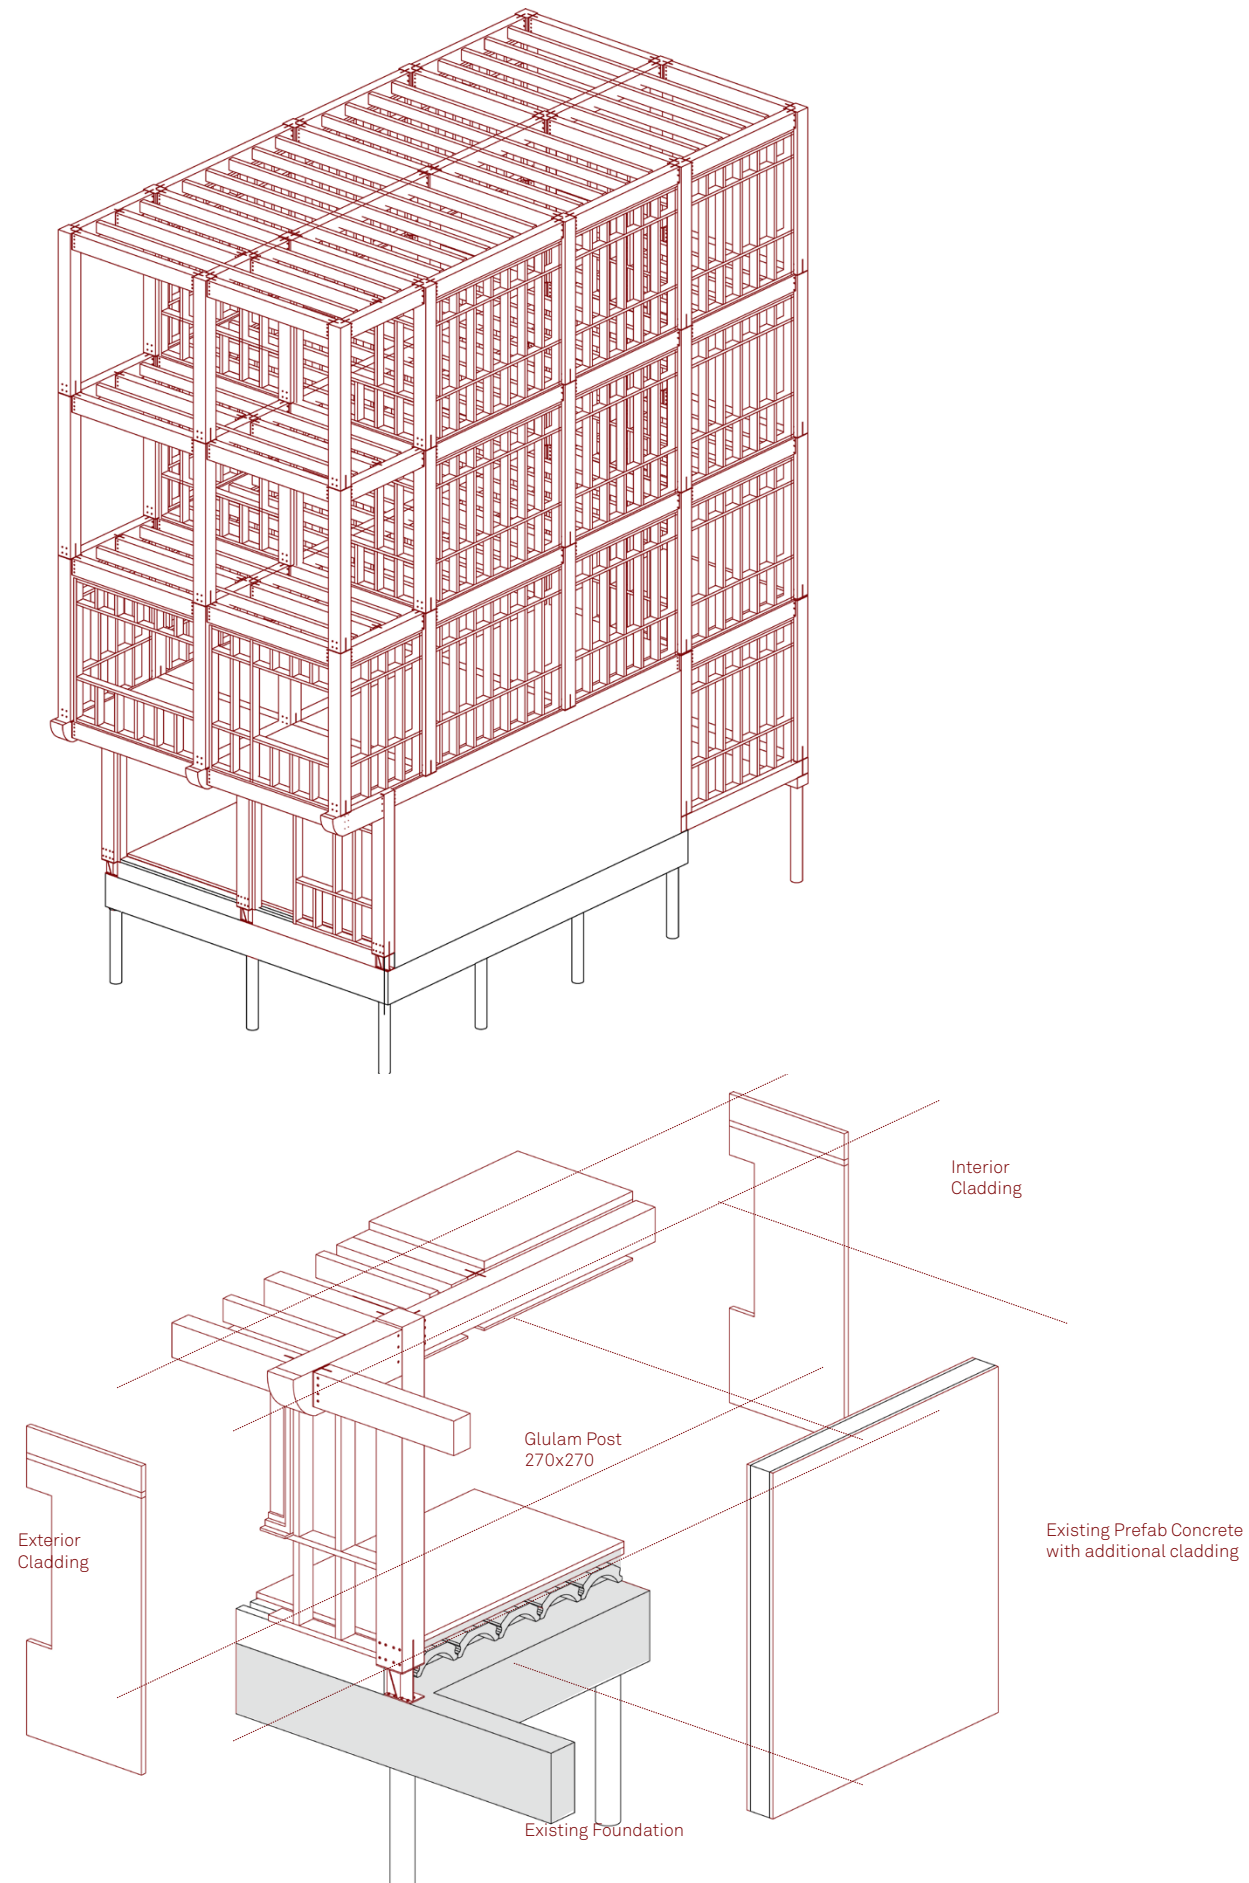 Interior
Cladding
Glulam Post
270x270
Exterior
Cladding
Existing Prefab Concrete
with additional cladding
Existing Foundation